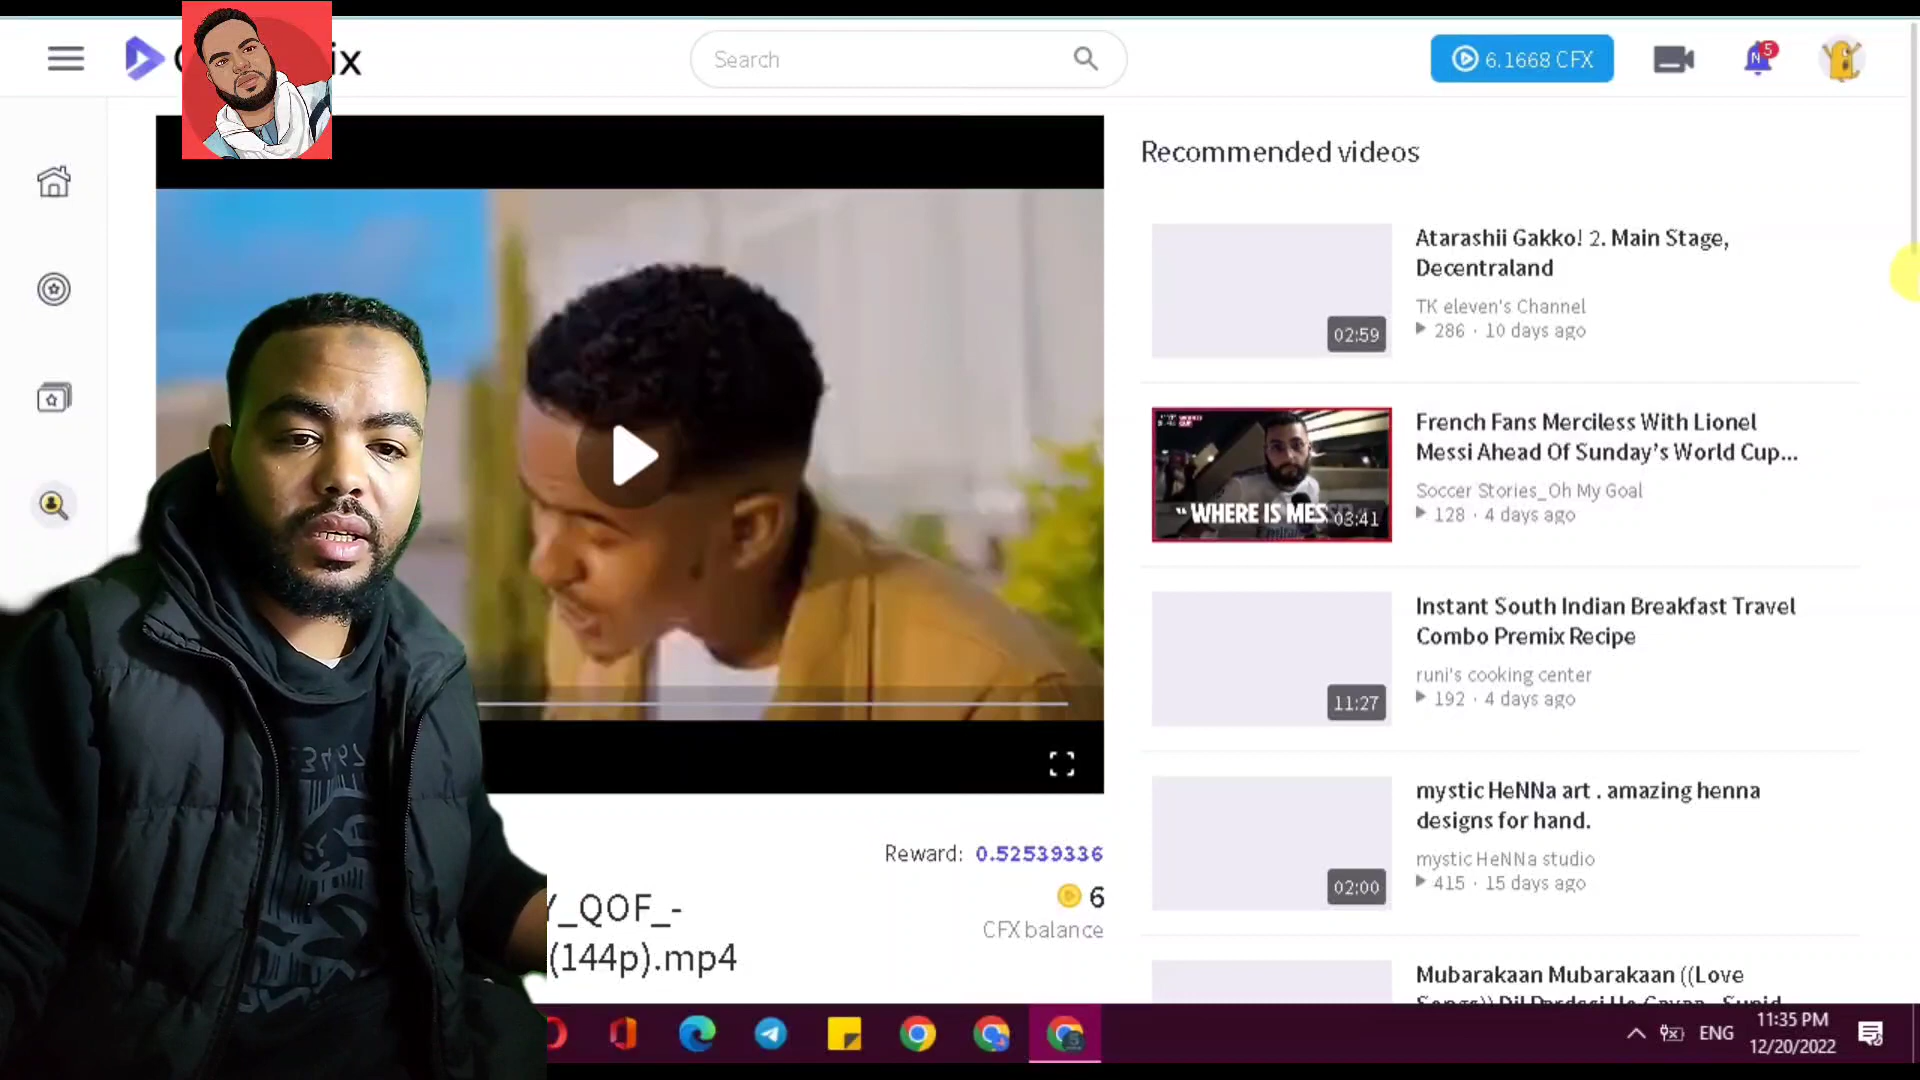 ix
Search
6.1668 CFX
N
5
Recommended videos
Atarashii Gakko! 2. Main Stage,
Decentraland
TK eleven's Channel
286 · 10 days ago
02:59
French Fans Merciless With Lionel
Messi Ahead Of Sunday's World Cup...
Soccer Stories_Oh My Goal
128 · 4 days ago
"WHERE IS MES
03:41
Instant South Indian Breakfast Travel
Combo Premix Recipe
runi's cooking center
192 · 4 days ago
11:27
mystic HeNNa art . amazing henna
designs for hand.
mystic HeNNa studio
415 · 15 days ago
02:00
Mubarakaan Mubarakaan ((Love
Reward: 0.52539336
6
CFX balance
_QOF_-
(144p).mp4
ENG
11:35 PM
12/20/2022